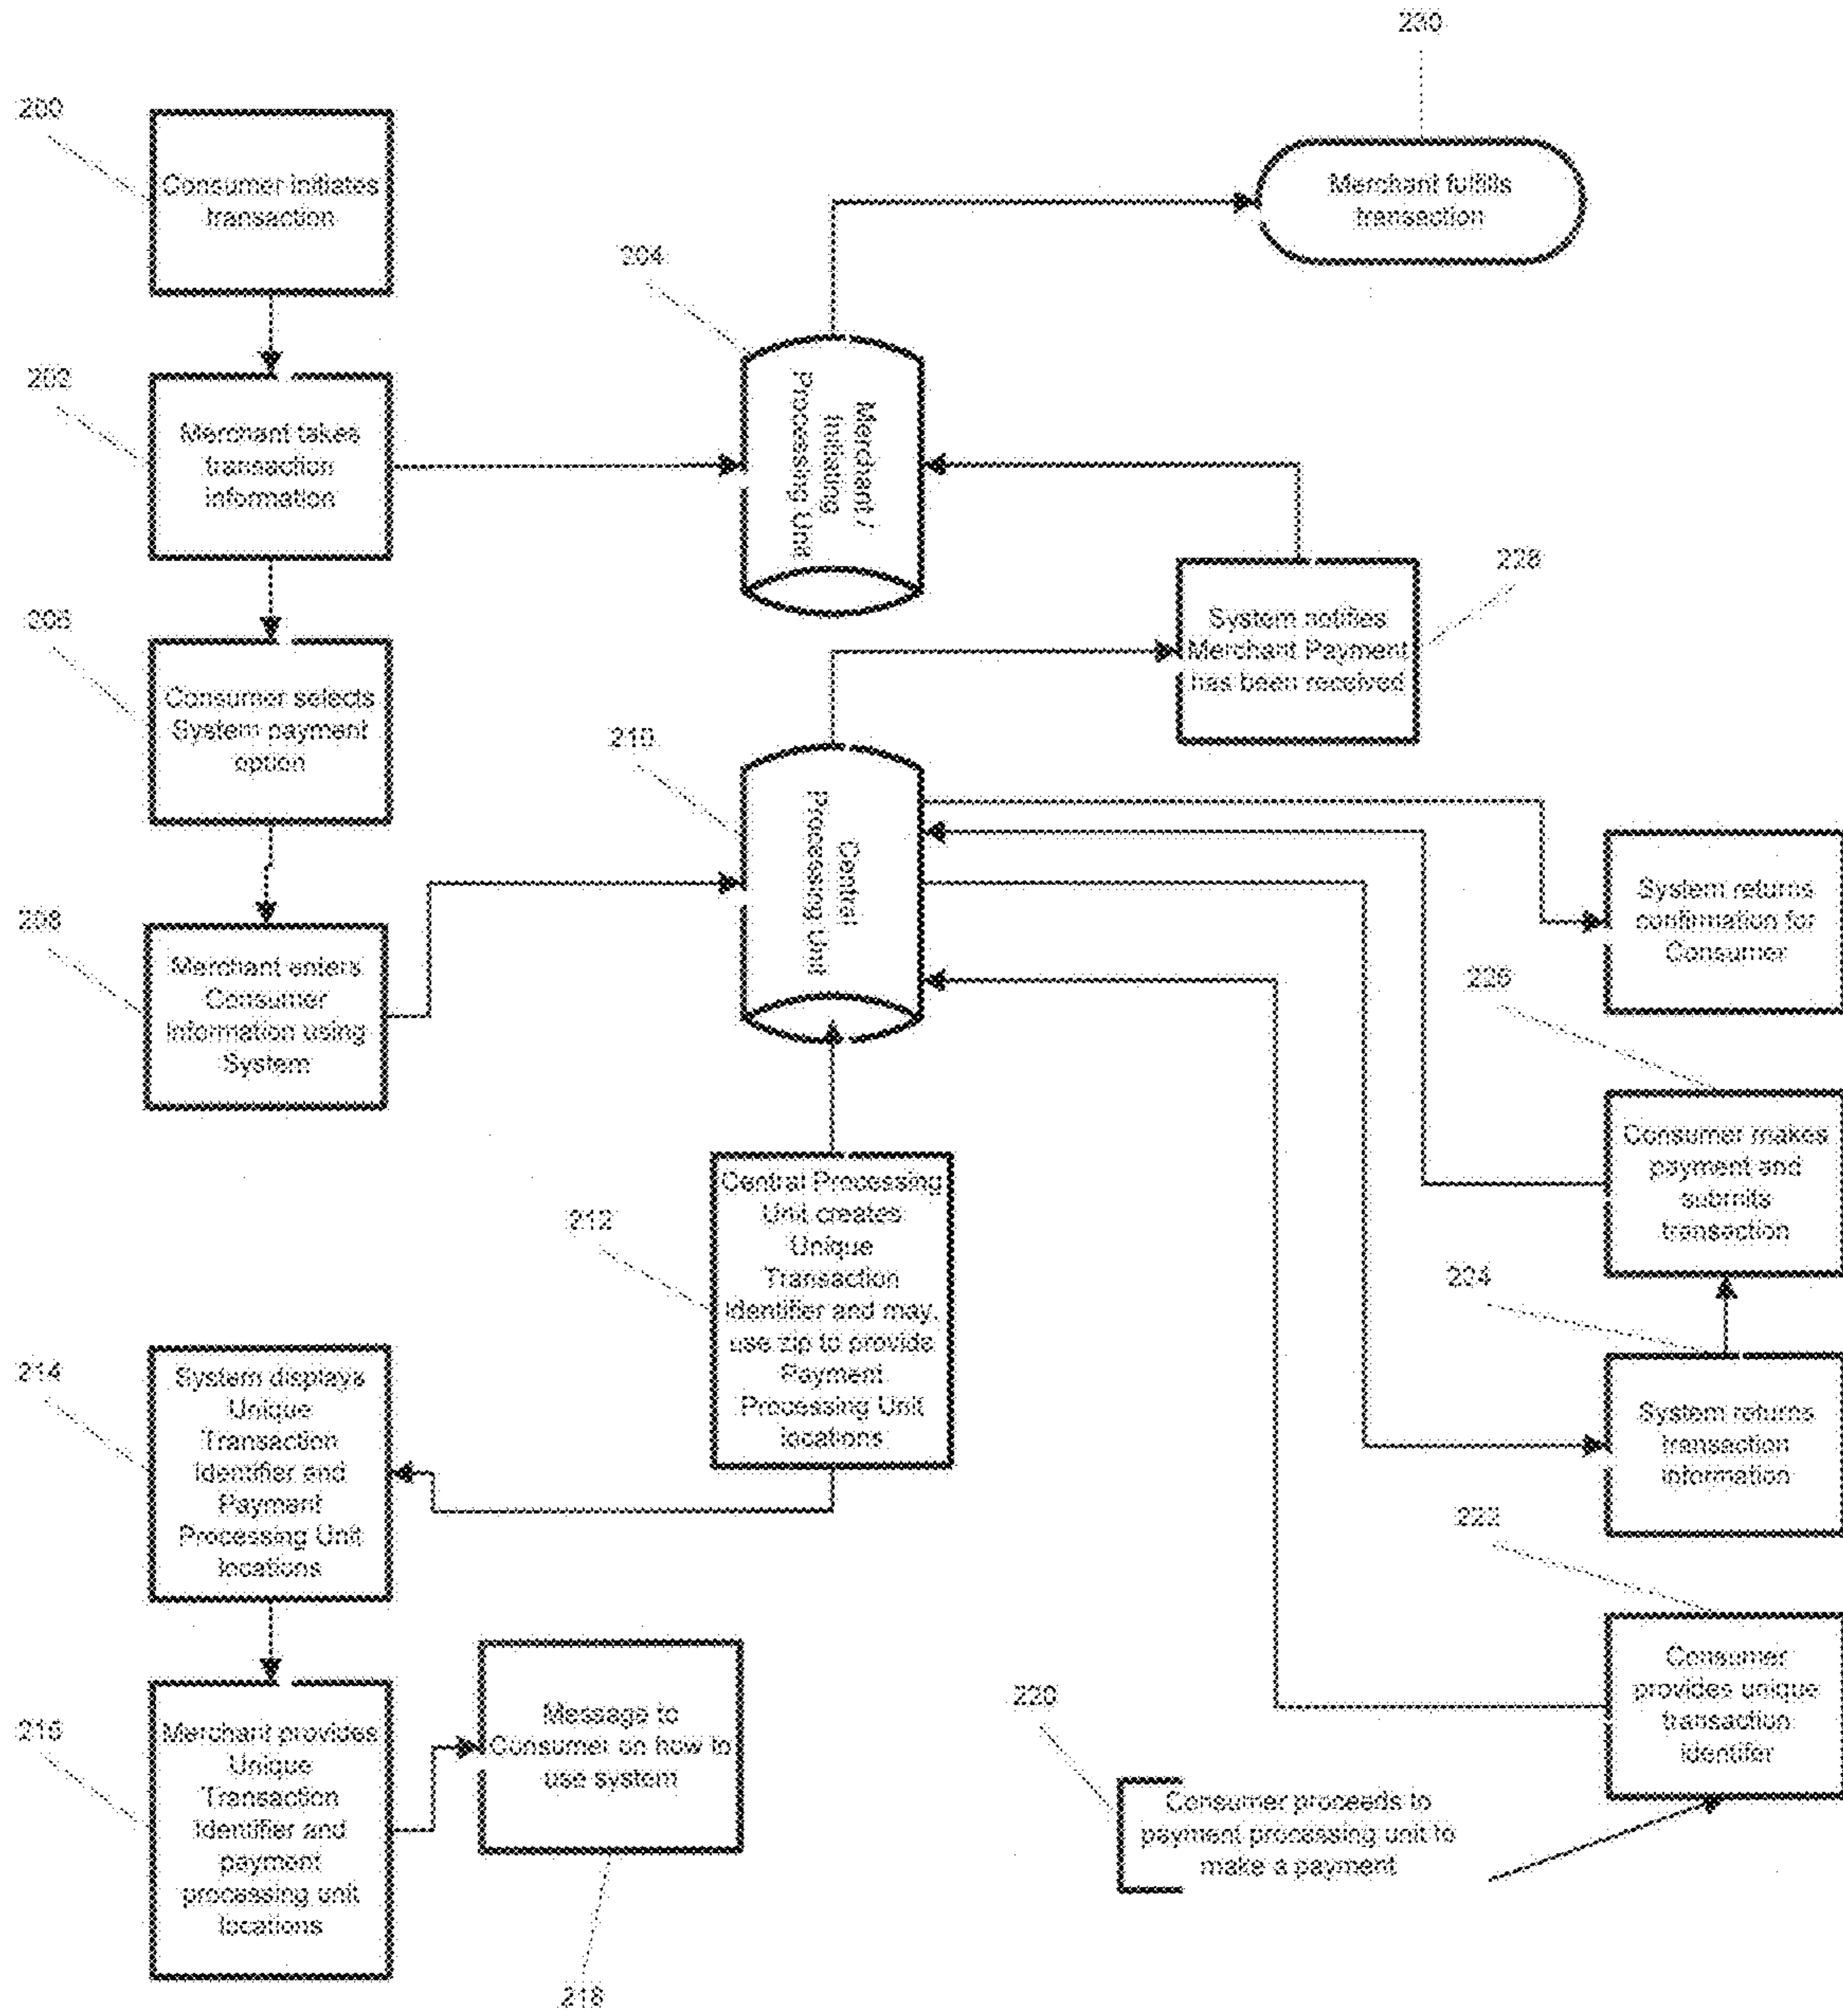 230
200
Consumer initiates
transaction
Merchant fulfills
transaction
204
202
Merchant takes
transaction
information
Merchant /
Initiating
Processing Unit
228
System notifies
Merchant Payment
has been received
206
Consumer selects
System payment
option
210
Central
Processing Unit
System returns
confirmation for
Consumer
208
Merchant enters
Consumer
Information using
System
226
Consumer makes
payment and
submits
transaction
212
Central Processing
Unit creates
Unique
Transaction
Identifier and may
use zip to provide
Payment
Processing Unit
locations
224
System returns
transaction
information
214
System displays
Unique
Transaction
Identifier and
Payment
Processing Unit
locations
222
Consumer
provides unique
transaction
identifer
216
Merchant provides
Unique
Transaction
Identifier and
payment
processing unit
locations
Message to
Consumer on how to
use system
218
220
Consumer proceeds to
payment processing unit to
make a payment